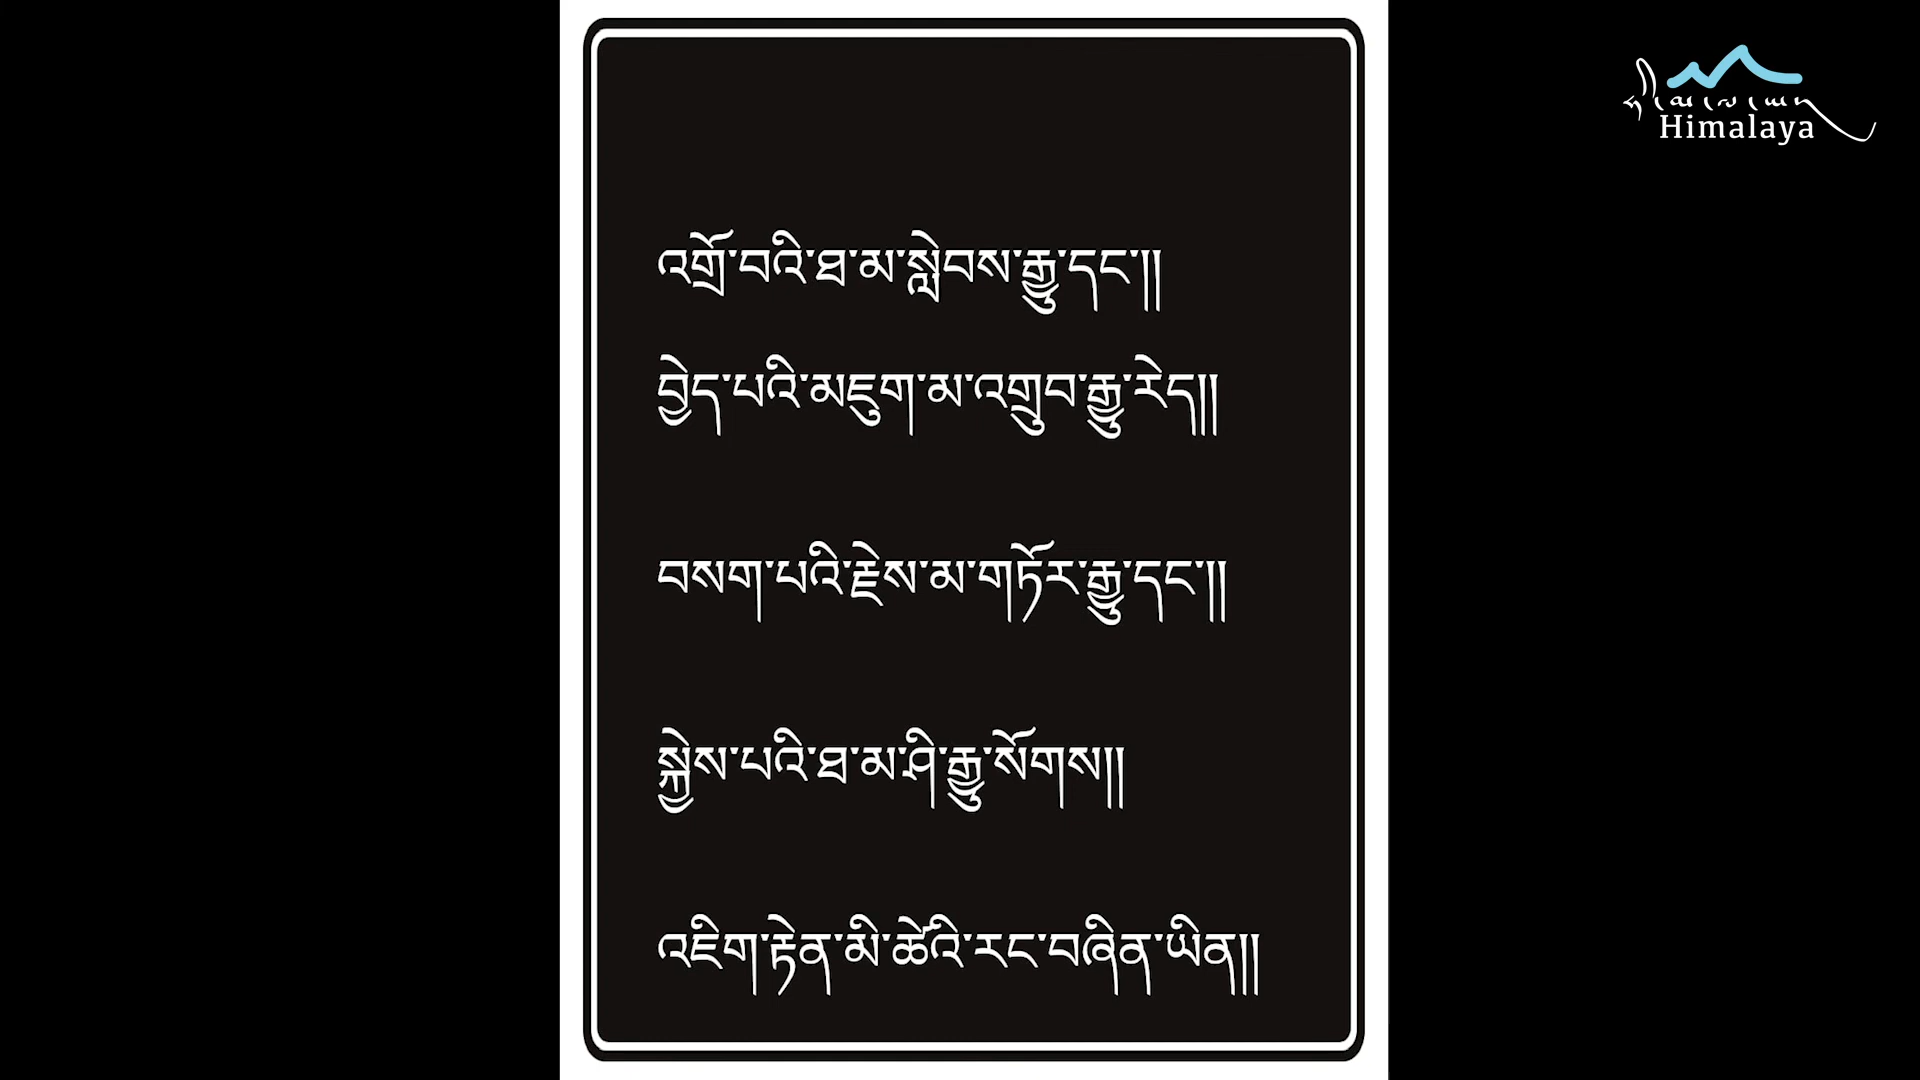 འགྲོ་བའི་ཐ་མ་སླེབས་རྒྱུ་དང་།།
བྱེད་པའི་མཇུག་མ་འགྲུབ་རྒྱུ་རེད།།
བསག་པའི་རྗེས་མ་གཏོར་རྒྱུ་དང་།།
སྐྱེས་པའི་ཐ་མ་ཤི་རྒྱུ་སོགས།།
འཇིག་རྟེན་མི་ཚེའི་རང་བཞིན་ཡིན།།
ཧི་མ་ལ་ཡ
Himalaya